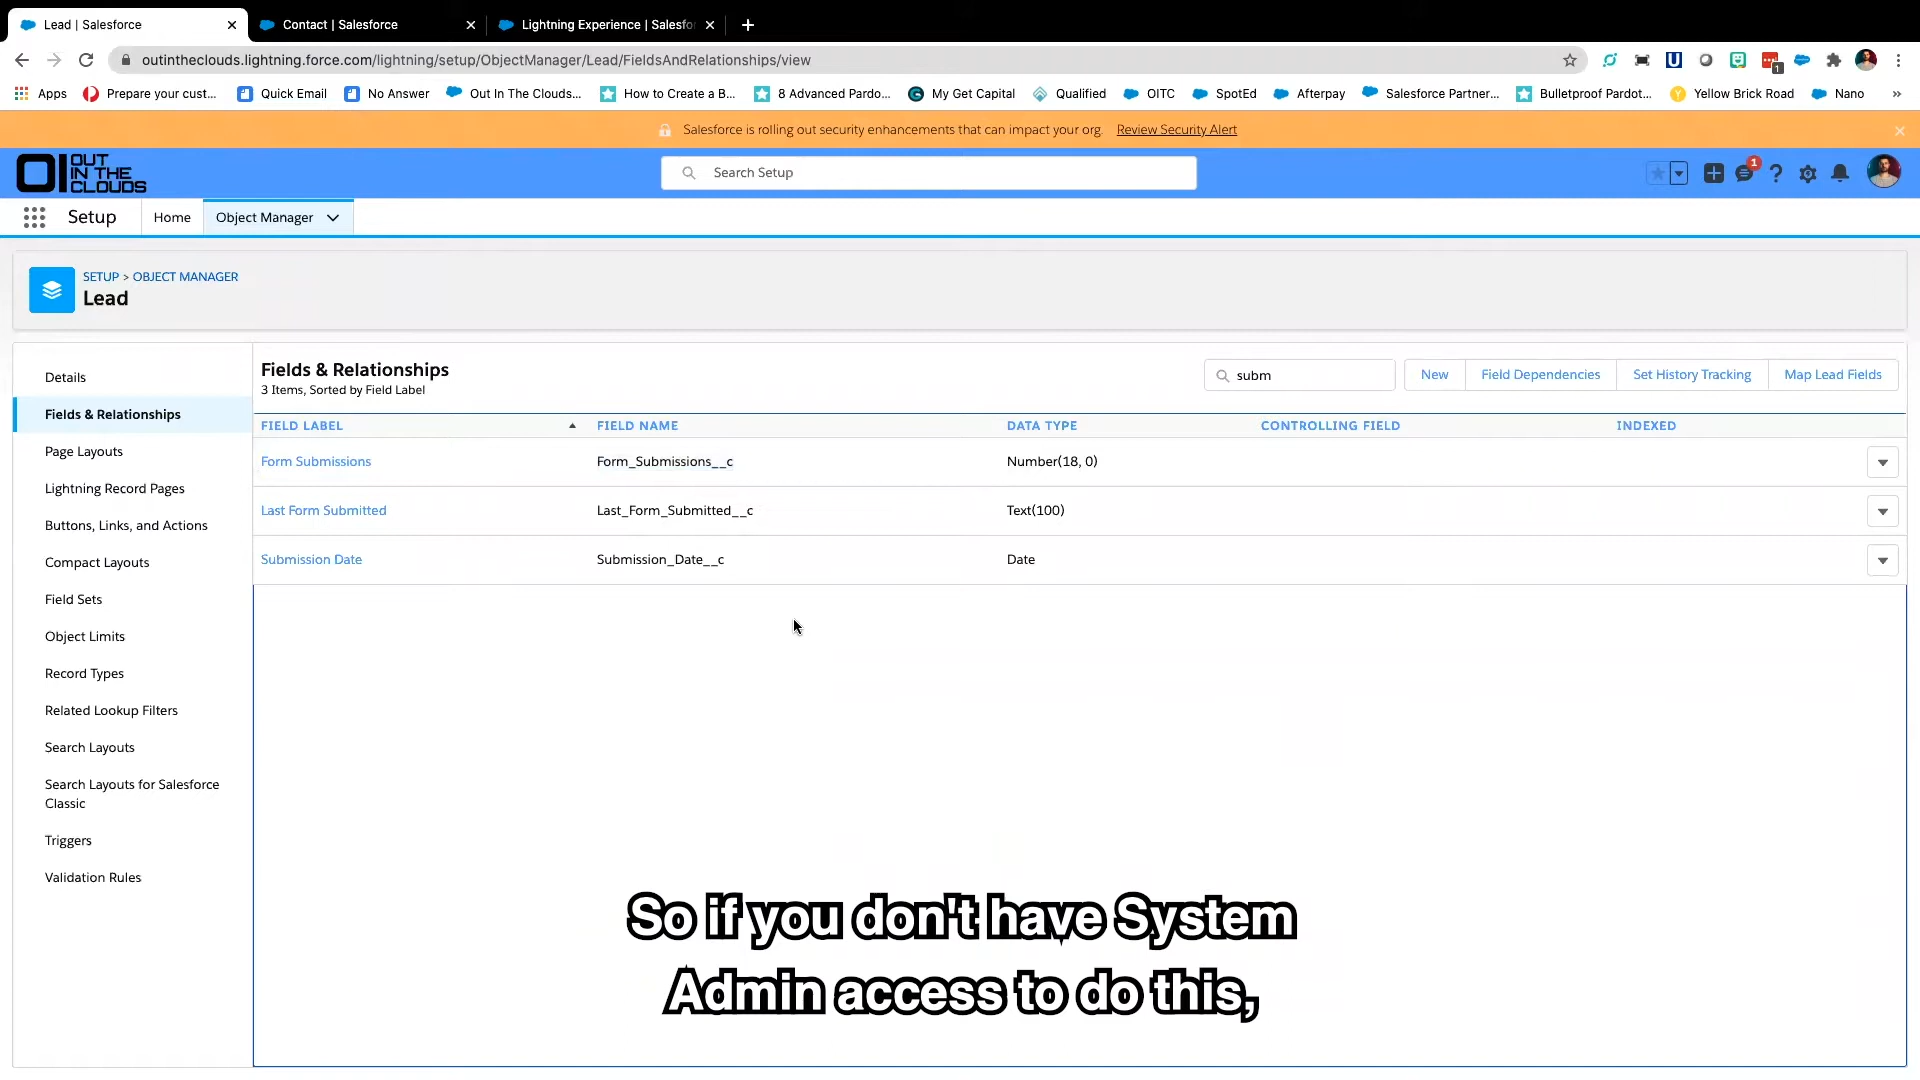 Lead | Salesforce
Contact | Salesforce
Lightning Experience | Salesfo
outintheclouds.lightning.force.com/lightning/setup/ObjectManager/Lead/FieldsAndRelationships/view
1
Apps
Prepare your cust...
Quick Email
No Answer
Out In The Clouds...
How to Create a B...
8 Advanced Pardo...
My Get Capital
Qualified
OITC
SpotEd
Afterpay
Salesforce Partner...
Bulletproof Pardot...
Yellow Brick Road
Nano
»
Salesforce is rolling out security enhancements that can impact your org. Review Security Alert
OI OUT IN THE CLOUDS
Search Setup
1
Setup
Home
Object Manager
SETUP > OBJECT MANAGER
Lead
Details
Fields & Relationships
Page Layouts
Lightning Record Pages
Buttons, Links, and Actions
Compact Layouts
Field Sets
Object Limits
Record Types
Related Lookup Filters
Search Layouts
Search Layouts for Salesforce
Classic
Triggers
Validation Rules
Fields & Relationships
3 Items, Sorted by Field Label
subm
New
Field Dependencies
Set History Tracking
Map Lead Fields
FIELD LABEL FIELD NAME DATA TYPE CONTROLLING FIELD INDEXED
Form Submissions Form_Submissions__c Number(18, 0)
Last Form Submitted Last_Form_Submitted__c Text(100)
Submission Date Submission_Date__c Date
So if you don't have System
Admin access to do this,